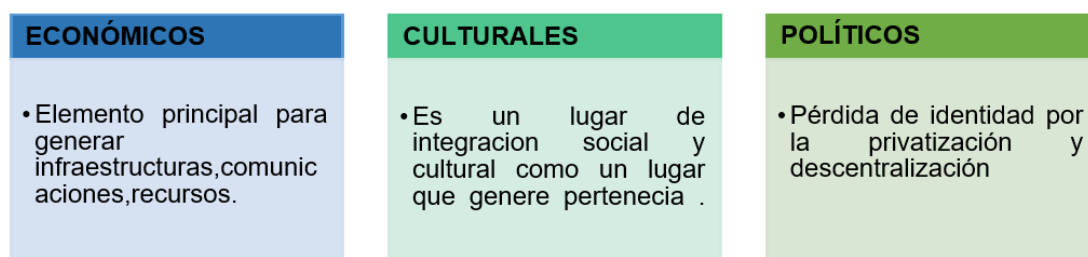 ECONÓMICOS
•Elemento principal para
generar
infraestructuras,comunic
aciones,recursos.
CULTURALES
•Es un lugar de
integracion social y
cultural como un lugar
que genere pertenecia .
POLÍTICOS
•Pérdida de identidad por
la privatización y
descentralización